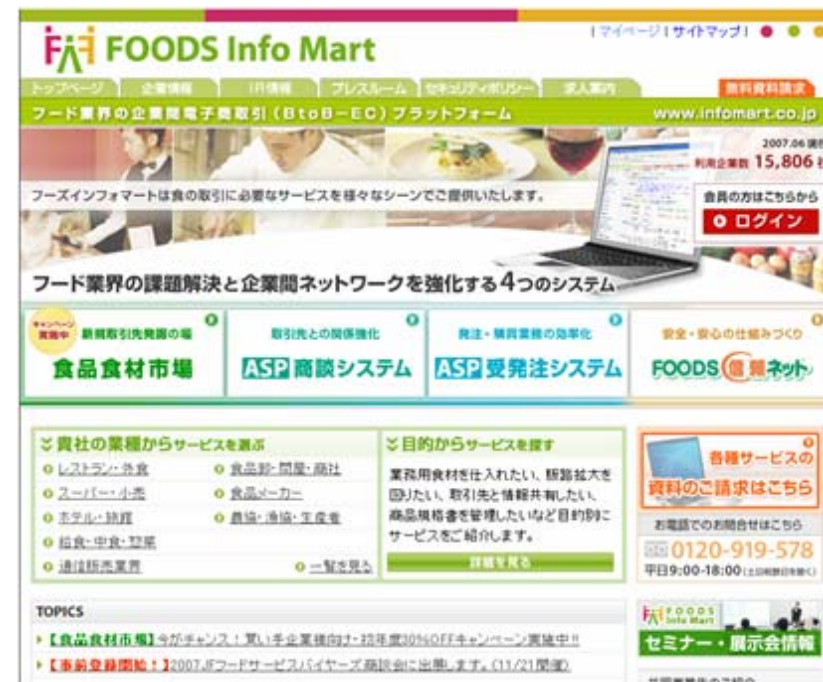 | マイページ | サイトマップ |
FOODS Info Mart
トップページ 企業情報 IR情報 プレスルーム セキュリティポリシー 求人案内 無料資料請求
フード業界の企業間電子商取引(BtoB-EC)プラットフォーム www.infomart.co.jp
2007.06 現在
利用企業数 15,806 社
フーズインフォマートは食の取引に必要なサービスを様々なシーンでご提供いたします。
会員の方はこちらから
ログイン
フード業界の課題解決と企業間ネットワークを強化する4つのシステム
キャンペーン
実施中
新規取引先発掘の場
食品食材市場
取引先との関係強化
ASP 商談システム
発注・購買業務の効率化
ASP 受発注システム
安全・安心の仕組みづくり
FOODS 信頼ネット
貴社の業種からサービスを選ぶ
レストラン・外食 食品卸・問屋・商社
スーパー・小売 食品メーカー
ホテル・旅館 農協・漁協・生産者
給食・中食・惣菜
通信販売業界 一覧を見る
目的からサービスを探す
業務用食材を仕入れたい、販路拡大を
図りたい、取引先と情報共有したい、
商品規格書を管理したいなど目的別に
サービスをご紹介します。
詳細を見る
各種サービスの
資料のご請求はこちら
お電話でのお問合せはこちら
0120-919-578
平日9:00-18:00(土日祝祭日を除く)
TOPICS
【食品食材市場】今がチャンス!買い手企業様向け・初年度30%OFFキャンペーン実施中!!
【事前登録開始!】2007JFフードサービスバイヤーズ商談会に出展します。(11/21開催)
FOODS
Info Mart
セミナー・展示会情報